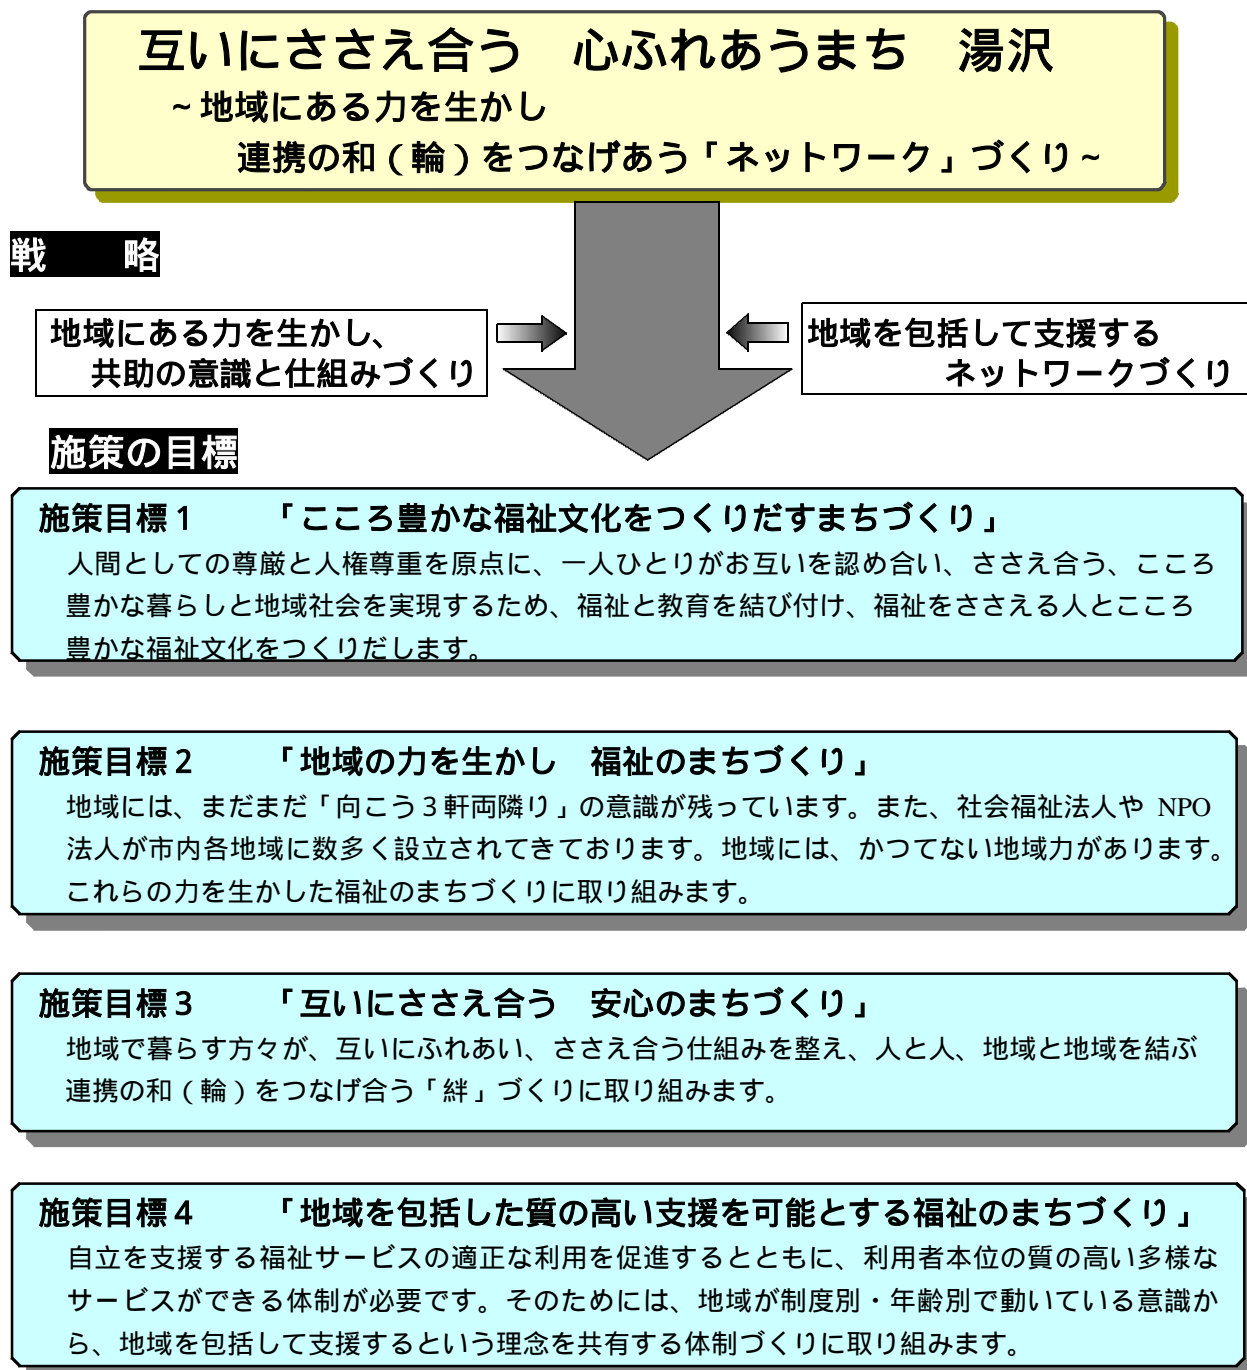 互いにささえ合う　心ふれあうまち　湯沢
~地域にある力を生かし
連携の和（輪）をつなげあう「ネットワーク」づくり~
戦　　略
地域にある力を生かし、
共助の意識と仕組みづくり
地域を包括して支援する
ネットワークづくり
施策の目標
施策目標１　　「こころ豊かな福祉文化をつくりだすまちづくり」
人間としての尊厳と人権尊重を原点に、一人ひとりがお互いを認め合い、ささえ合う、こころ
豊かな暮らしと地域社会を実現するため、福祉と教育を結び付け、福祉をささえる人とこころ
豊かな福祉文化をつくりだします。
施策目標２　　「地域の力を生かし　福祉のまちづくり」
地域には、まだまだ「向こう３軒両隣り」の意識が残っています。また、社会福祉法人や NPO
法人が市内各地域に数多く設立されてきております。地域には、かつてない地域力があります。
これらの力を生かした福祉のまちづくりに取り組みます。
施策目標３　　「互いにささえ合う　安心のまちづくり」
地域で暮らす方々が、互いにふれあい、ささえ合う仕組みを整え、人と人、地域と地域を結ぶ
連携の和（輪）をつなげ合う「絆」づくりに取り組みます。
施策目標４　　「地域を包括した質の高い支援を可能とする福祉のまちづくり」
自立を支援する福祉サービスの適正な利用を促進するとともに、利用者本位の質の高い多様な
サービスができる体制が必要です。そのためには、地域が制度別・年齢別で動いている意識か
ら、地域を包括して支援するという理念を共有する体制づくりに取り組みます。